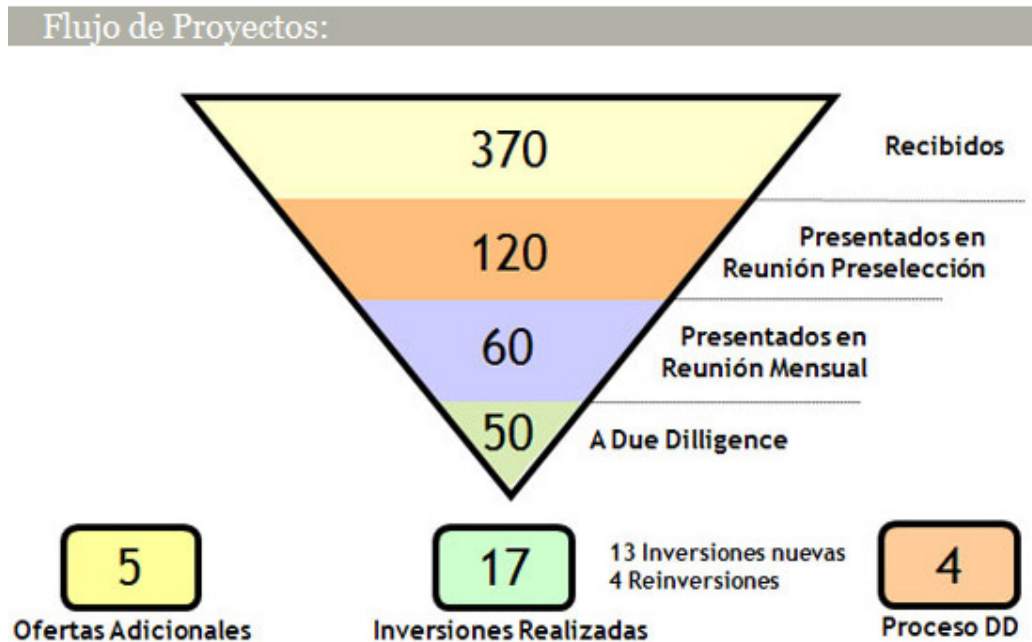 Flujo de Proyectos:
370
Recibidos
120
Presentados en
Reunión Preselección
60
Presentados en
Reunión Mensual
50
A Due Dilligence
5
Ofertas Adicionales
17
Inversiones Realizadas
13 Inversiones nuevas
4 Reinversiones
4
Proceso DD